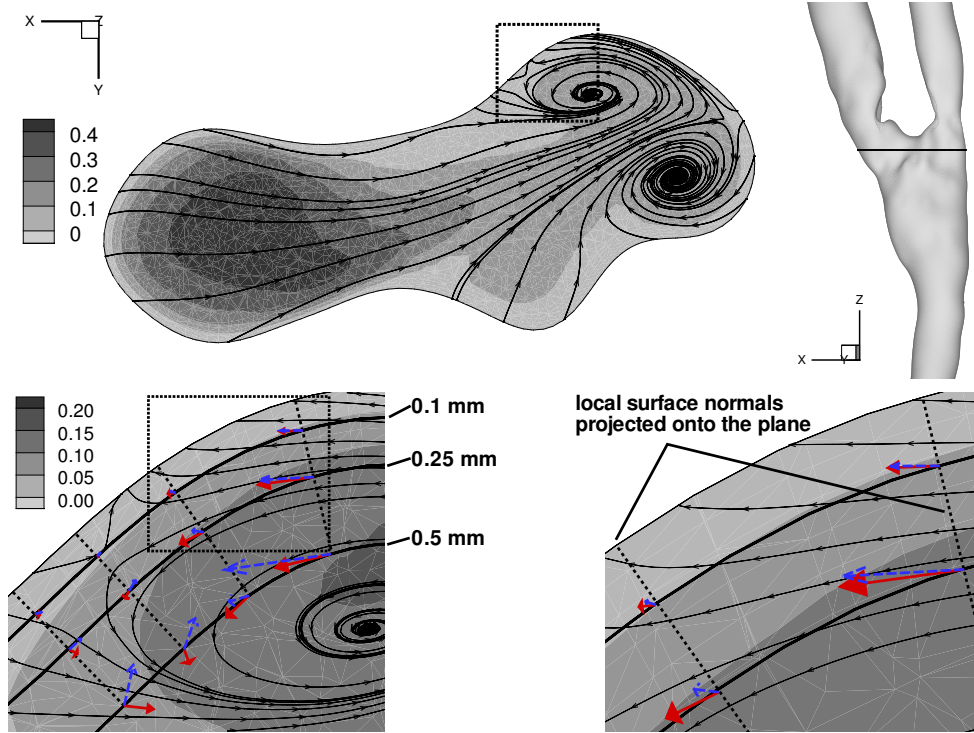 X
Z
Y
0.4
0.3
0.2
0.1
0
Z
X
Y
0.20
0.15
0.10
0.05
0.00
0.1 mm
0.25 mm
0.5 mm
local surface normals
projected onto the plane